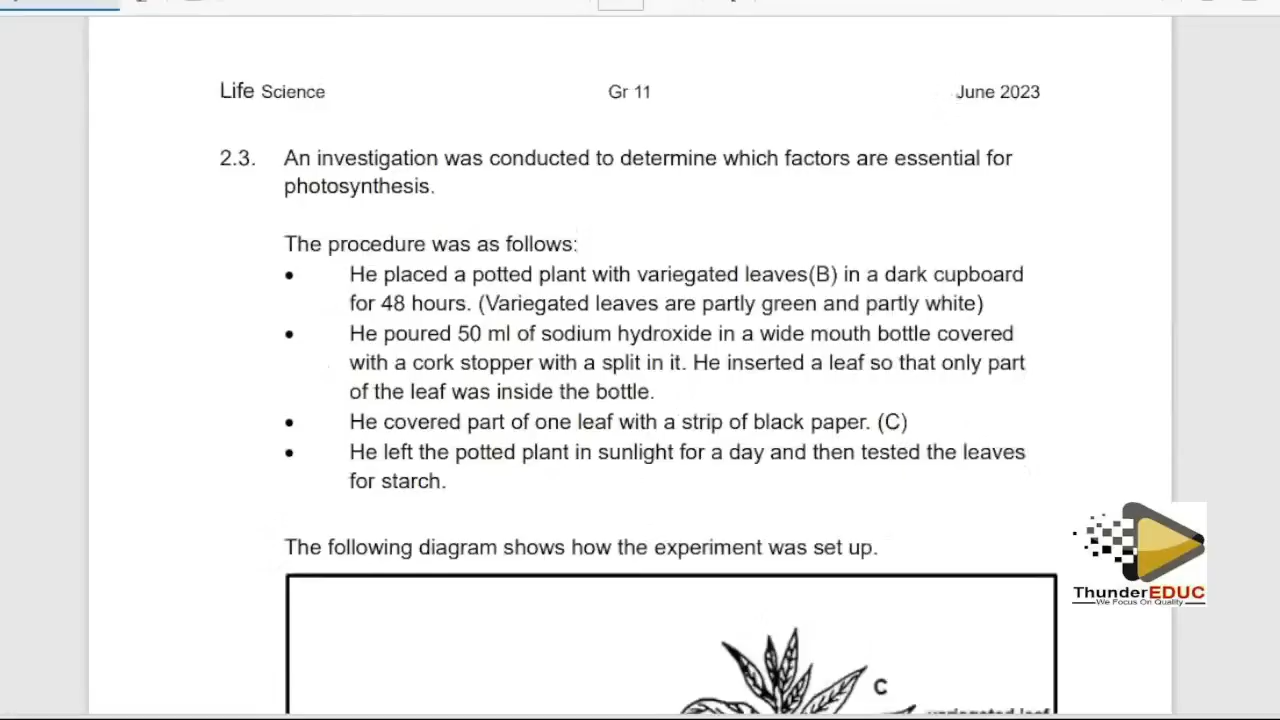 Life Science Gr 11 June 2023
2.3. An investigation was conducted to determine which factors are essential for
photosynthesis.
The procedure was as follows:
• He placed a potted plant with variegated leaves(B) in a dark cupboard
for 48 hours. (Variegated leaves are partly green and partly white)
• He poured 50 ml of sodium hydroxide in a wide mouth bottle covered
with a cork stopper with a split in it. He inserted a leaf so that only part
of the leaf was inside the bottle.
• He covered part of one leaf with a strip of black paper. (C)
• He left the potted plant in sunlight for a day and then tested the leaves
for starch.
The following diagram shows how the experiment was set up.
ThunderEDUC
We Focus On Quality
C
variegated leaf